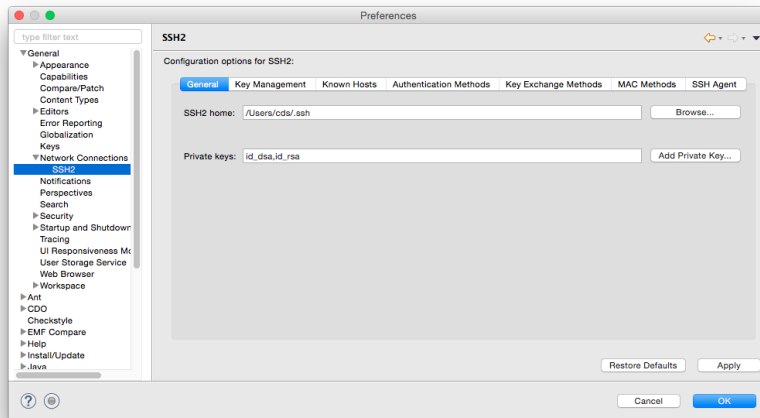 Preferences
type filter text
General
Appearance
Capabilities
Compare/Patch
Content Types
Editors
Error Reporting
Globalization
Keys
Network Connections
SSH2
Notifications
Perspectives
Search
Security
Startup and Shutdown
Tracing
UI Responsiveness Mo
User Storage Service
Web Browser
Workspace
Ant
CDO
Checkstyle
EMF Compare
Help
Install/Update
Java
SSH2
Configuration options for SSH2:
General Key Management Known Hosts Authentication Methods Key Exchange Methods MAC Methods SSH Agent
SSH2 home: /Users/cds/.ssh Browse...
Private keys: id_dsa,id_rsa Add Private Key...
Restore Defaults Apply
? Cancel OK